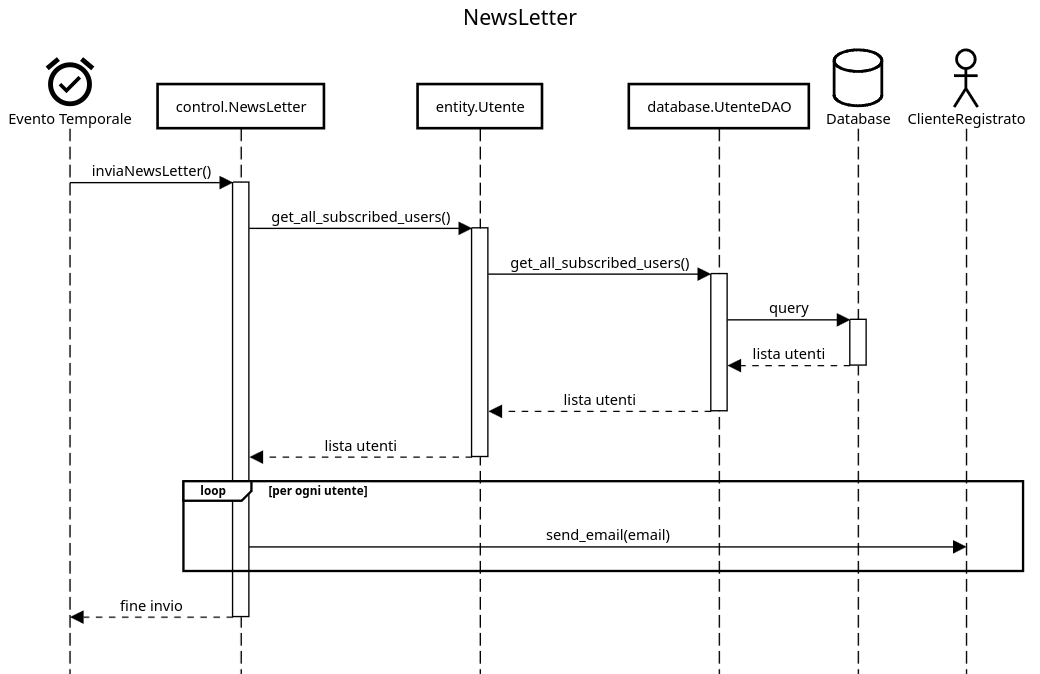 NewsLetter
Evento Temporale
control.NewsLetter
entity.Utente
database.UtenteDAO
Database
ClienteRegistrato
inviaNewsLetter()
get_all_subscribed_users()
get_all_subscribed_users()
query
lista utenti
lista utenti
lista utenti
loop [per ogni utente]
send_email(email)
fine invio